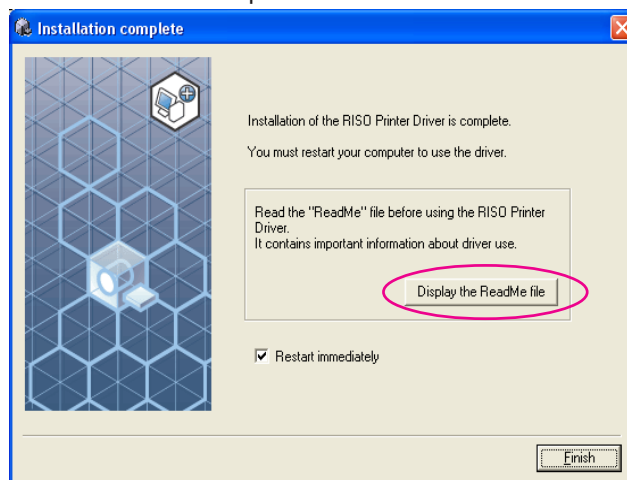 Installation complete
Installation of the RISO Printer Driver is complete.
You must restart your computer to use the driver.
Read the "ReadMe" file before using the RISO Printer
Driver.
It contains important information about driver use.
Display the ReadMe file
Restart immediately
Finish